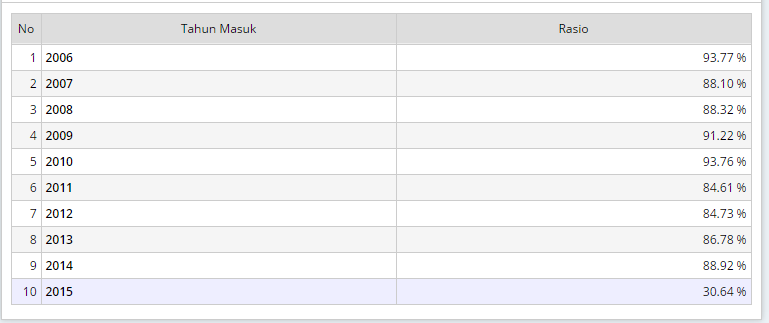 No Tahun Masuk Rasio
1 2006 93.77 %
2 2007 88.10 %
3 2008 88.32 %
4 2009 91.22 %
5 2010 93.76 %
6 2011 84.61 %
7 2012 84.73 %
8 2013 86.78 %
9 2014 88.92 %
10 2015 30.64 %